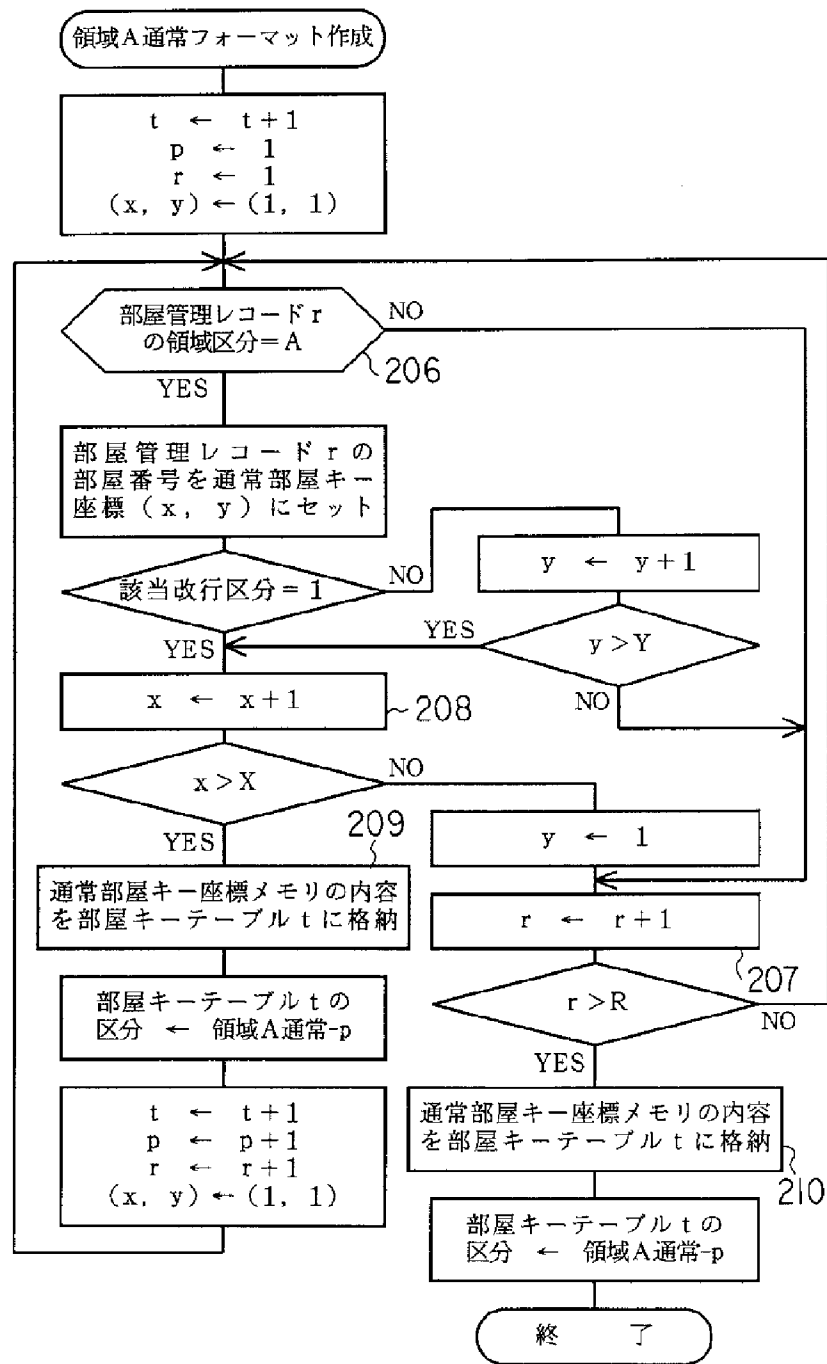 領域A通常フォーマット作成
t ← t+1
p ← 1
r ← 1
(x, y)←(1, 1)
部屋管理レコードr
の領域区分=A
NO
206
YES
部屋管理レコードrの
部屋番号を通常部屋キー
座標(x, y)にセット
該当改行区分=1
NO
y ← y+1
YES
YES
y>Y
NO
x ← x+1
208
x>X
NO
YES
209
y ← 1
通常部屋キー座標メモリの内容
を部屋キーテーブルtに格納
r ← r+1
207
部屋キーテーブルtの
区分 ← 領域A通常-p
r>R
NO
YES
t ← t+1
p ← p+1
r ← r+1
(x, y)←(1, 1)
通常部屋キー座標メモリの内容
を部屋キーテーブルtに格納
210
部屋キーテーブルtの
区分 ← 領域A通常-p
終 了